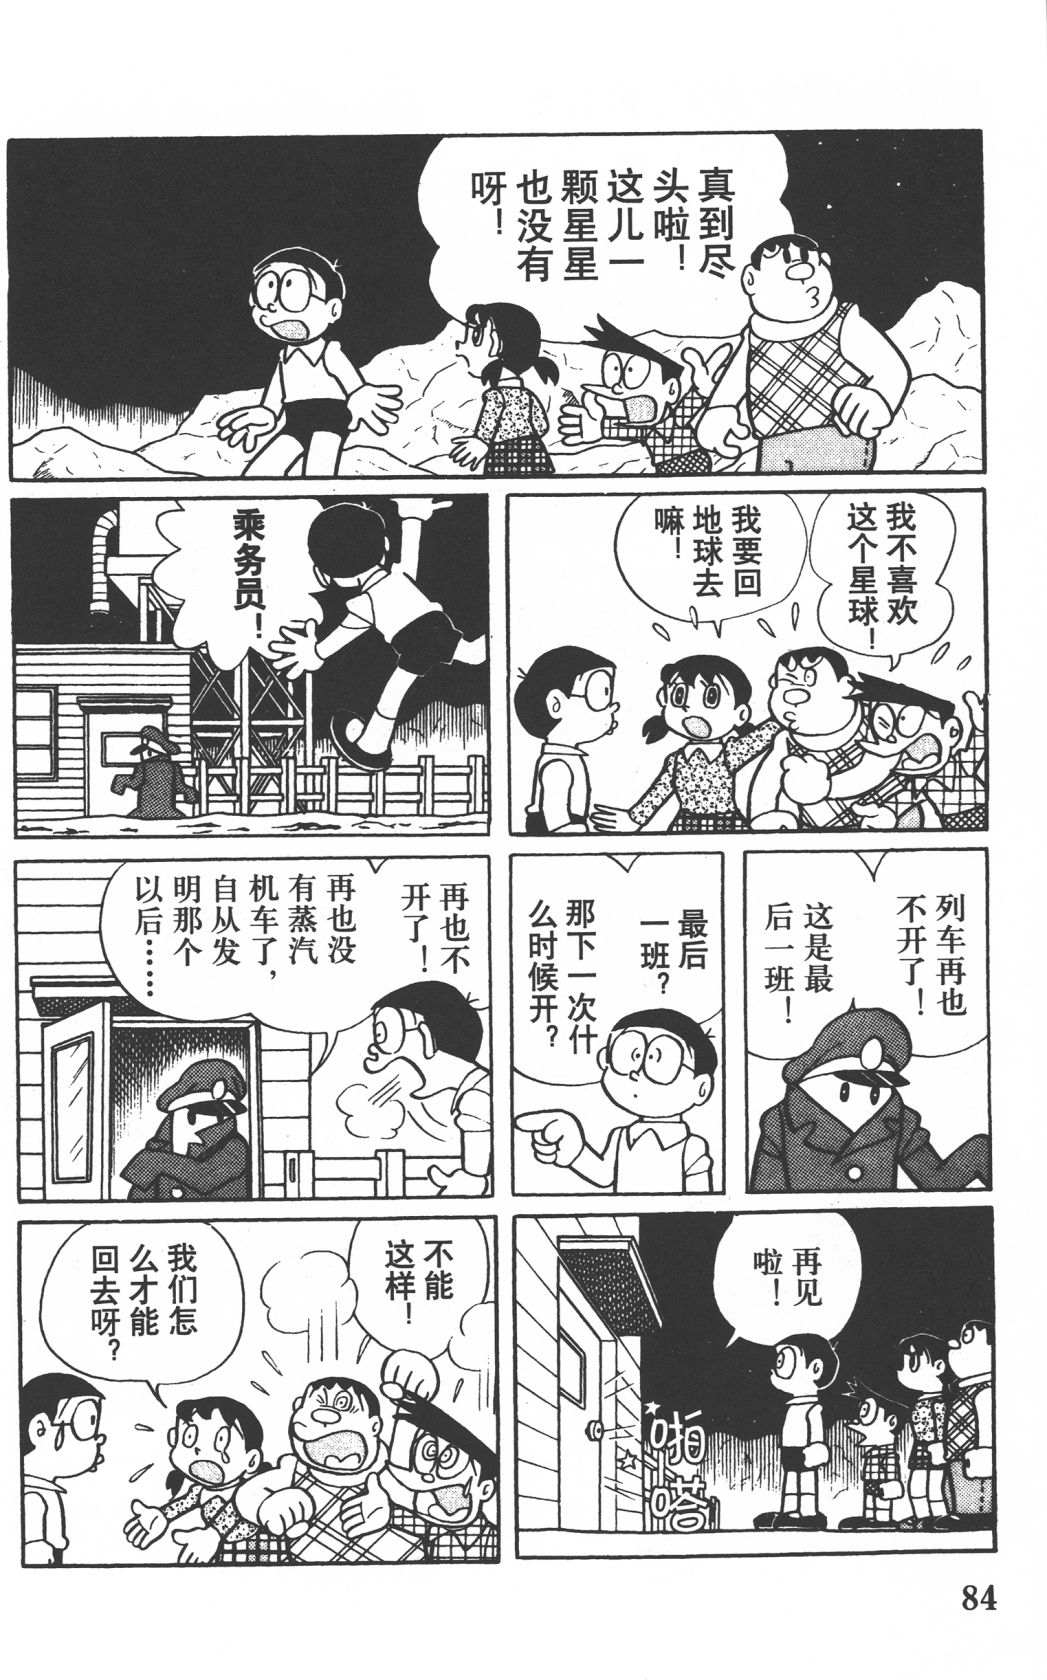 真到尽
头啦！
这儿一
颗星星
也没有
呀！
我不喜欢
这个星球！
我要回
地球去
嘛！
乘务员！
列车再也
不开了！
这是最
后一班！
最后
一班？
那下一次什
么时候开？
再也不
开了！
再也没
有蒸汽
机车了，
自从发
明那个
以后……
再见
啦！
啪嗒
不能
这样！
我们怎
么才能
回去呀？
84